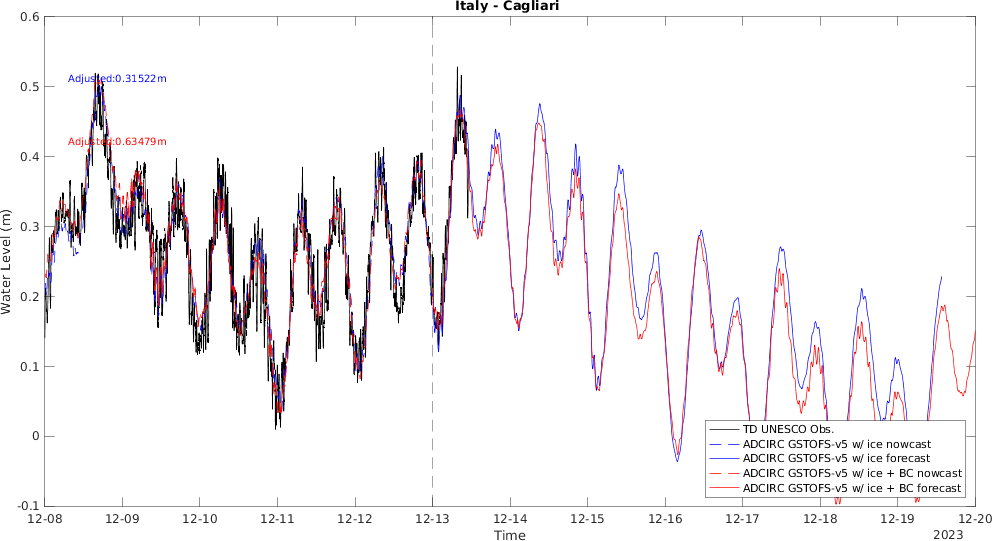 Italy - Cagliari
Water Level (m)
0.6
0.5
0.4
0.3
0.2
0.1
0
-0.1
Adjusted:0.31522m
Adjusted:0.63479m
TD UNESCO Obs.
ADCIRC GSTOFS-v5 w/ ice nowcast
ADCIRC GSTOFS-v5 w/ ice forecast
ADCIRC GSTOFS-v5 w/ ice + BC nowcast
ADCIRC GSTOFS-v5 w/ ice + BC forecast
12-08 12-09 12-10 12-11 12-12 12-13 12-14 12-15 12-16 12-17 12-18 12-19 12-20
Time
2023